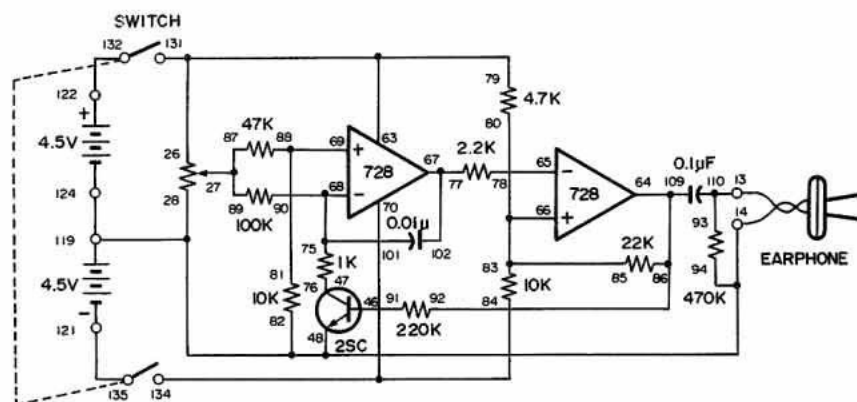 SWITCH
132 131
122
+
4.5V
124
119
4.5V
-
121
135 134
26
27
28
47K
87 88
89 90
100K
69 +
68 -
728
63
67
70
0.01μ
101 102
75
1K
76 47
81
10K
82
46
48
2SC
91 92
220K
77 78
2.2K
79
4.7K
80
65 -
66 +
728
64
83
10K
84
22K
85 86
0.1μF
109 110
13
14
93
94
470K
EARPHONE